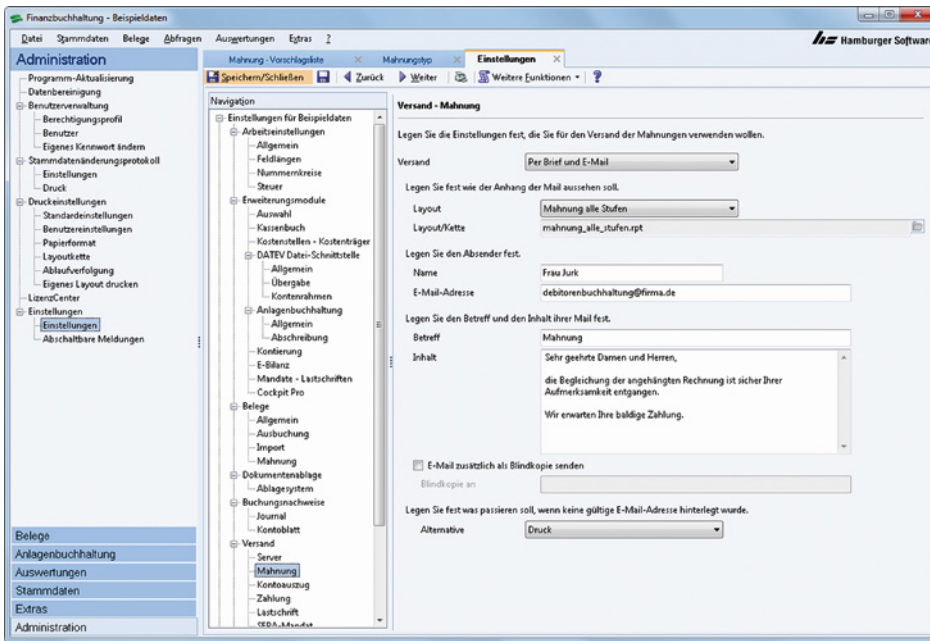 Finanzbuchhaltung - Beispieldaten
Datei Stammdaten Belege Abfragen Auswertungen Extras ?
Hamburger Software
Administration
Programm-Aktualisierung
Datenbereinigung
Benutzerverwaltung
Berechtigungsprofil
Benutzer
Eigenes Kennwort ändern
Stammdatenänderungsprotokoll
Einstellungen
Druck
Druckeinstellungen
Standardeinstellungen
Benutzereinstellungen
Papierformat
Layoutkette
Ablaufverfolgung
Eigenes Layout drucken
LizenzCenter
Einstellungen
Einstellungen
Abschaltbare Meldungen
Belege
Anlagenbuchhaltung
Auswertungen
Stammdaten
Extras
Administration
Mahnung - Vorschlagsliste Mahnungstyp Einstellungen
Speichern/Schließen Zurück Weiter Weitere Funktionen ?
Navigation
Einstellungen für Beispieldaten
Arbeitseinstellungen
Allgemein
Feldlängen
Nummernkreise
Steuer
Erweiterungsmodule
Auswahl
Kassenbuch
Kostenstellen - Kostenträger
DATEV Datei-Schnittstelle
Allgemein
Übergabe
Kontenrahmen
Anlagenbuchhaltung
Allgemein
Abschreibung
Kontierung
E-Bilanz
Mandate - Lastschriften
Cockpit Pro
Belege
Allgemein
Ausbuchung
Import
Mahnung
Dokumentenablage
Ablagesystem
Buchungsnachweise
Journal
Kontoblatt
Versand
Server
Mahnung
Kontoauszug
Zahlung
Lastschrift
SEPA-Mandat
Versand - Mahnung
Legen Sie die Einstellungen fest, die Sie für den Versand der Mahnungen verwenden wollen.
Versand Per Brief und E-Mail
Legen Sie fest wie der Anhang der Mail aussehen soll.
Layout Mahnung alle Stufen
Layout/Kette mahnung_alle_stufen.rpt
Legen Sie den Absender fest.
Name Frau Jurk
E-Mail-Adresse debitorenbuchhaltung@firma.de
Legen Sie den Betreff und den Inhalt ihrer Mail fest.
Betreff Mahnung
Inhalt Sehr geehrte Damen und Herren,
die Begleichung der angehängten Rechnung ist sicher Ihrer
Aufmerksamkeit entgangen.
Wir erwarten Ihre baldige Zahlung.
E-Mail zusätzlich als Blindkopie senden
Blindkopie an
Legen Sie fest was passieren soll, wenn keine gültige E-Mail-Adresse hinterlegt wurde.
Alternative Druck